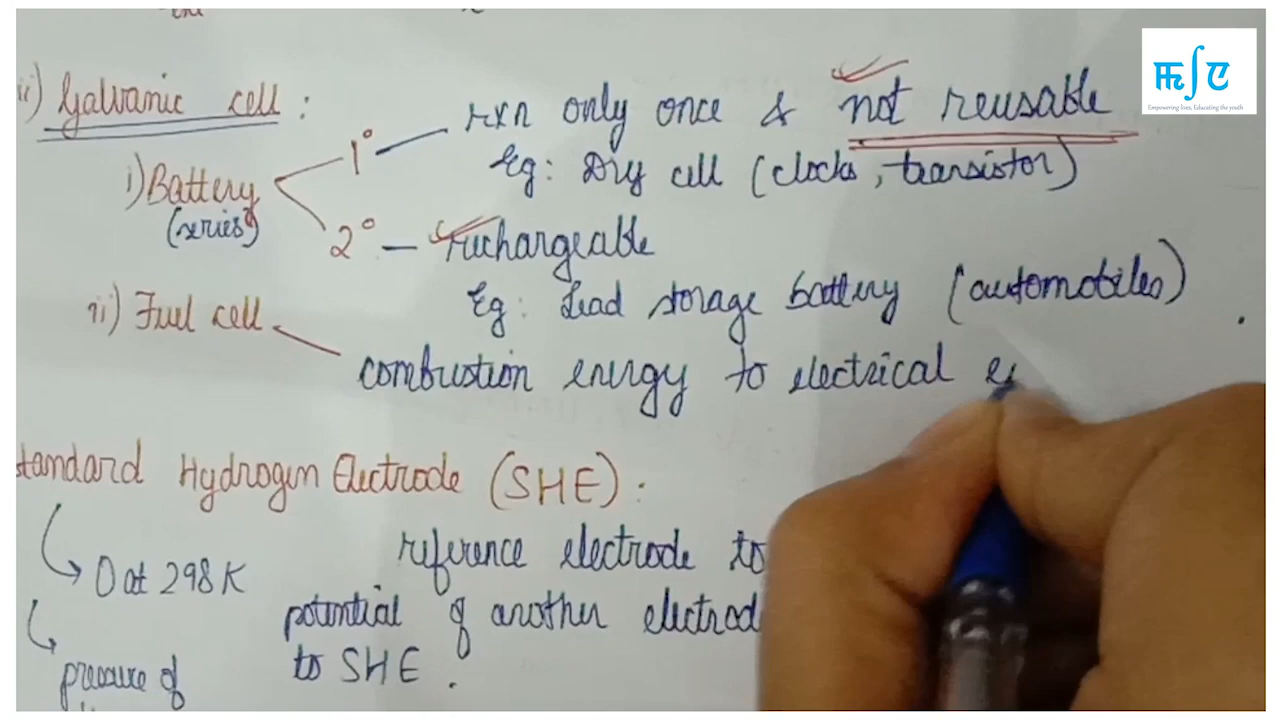 ii) Galvanic cell :
1° rxn only once & not reusable
Eg: Dry cell (clocks, transistor)
i) Battery
(series)
2° — rechargeable
Eg: Lead storage battery (automobiles)
ii) Fuel cell
combustion energy to electrical e
tandard Hydrogen Electrode (SHE) :
0 at 298 K
reference electrode to
potential of another electrod
to SHE .
pressure of
Empowering lives, Educating the youth